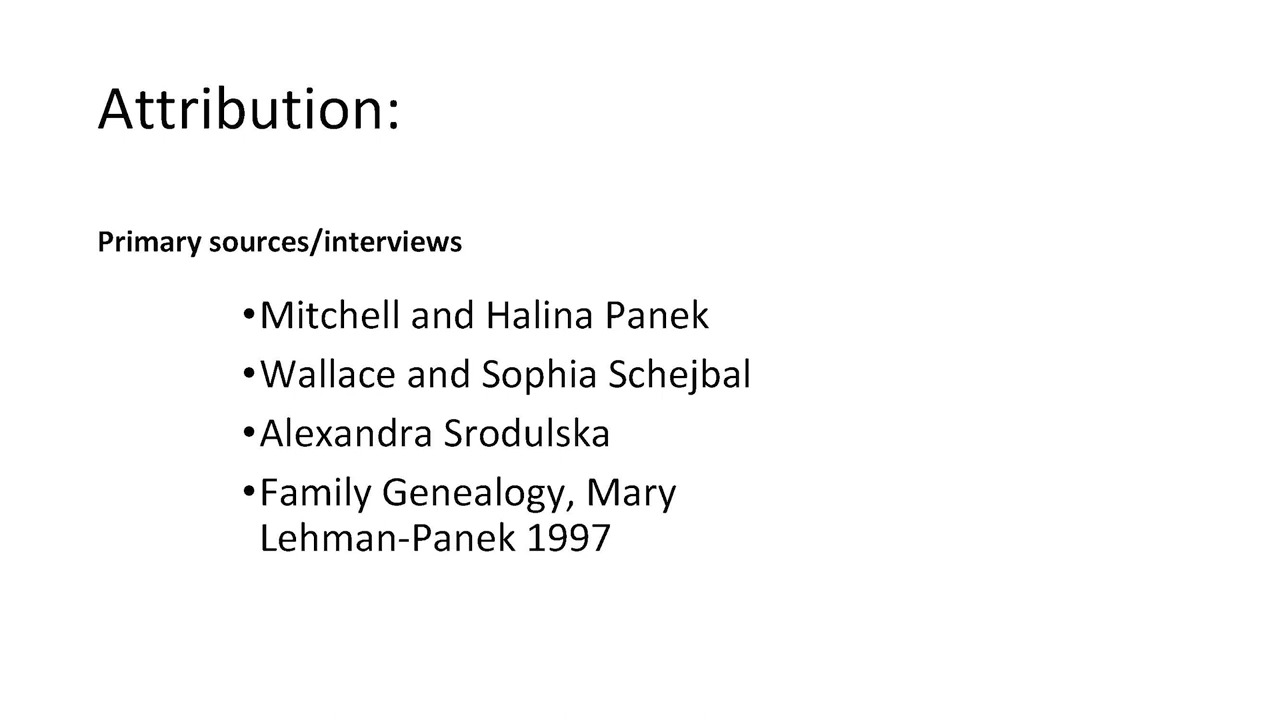 Attribution:
Primary sources/interviews
•Mitchell and Halina Panek
•Wallace and Sophia Schejbal
•Alexandra Srodulska
•Family Genealogy, Mary
Lehman-Panek 1997